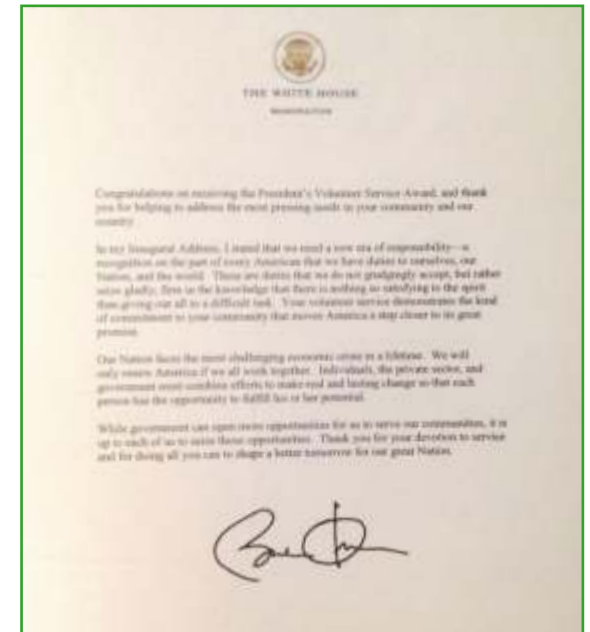 THE WHITE HOUSE
WASHINGTON
Congratulations on receiving the President's Volunteer Service Award, and thank
you for helping to address the most pressing needs in your community and our
country.
In my Inaugural Address, I stated that we need a new era of responsibility—a
recognition on the part of every American that we have duties to ourselves, our
Nation, and the world. These are duties that we do not grudgingly accept, but rather
seize gladly, firm in the knowledge that there is nothing so satisfying to the spirit
than giving our all to a difficult task. Your volunteer service demonstrates the kind
of commitment to your community that moves America a step closer to its great
promise.
Our Nation faces the most challenging economic crisis in a lifetime. We will
only renew America if we all work together. Individuals, the private sector, and
government must combine efforts to make real and lasting change so that each
person has the opportunity to fulfill his or her potential.
While government can open more opportunities for us to serve our communities, it is
up to each of us to seize those opportunities. Thank you for your devotion to service
and for doing all you can to shape a better tomorrow for our great Nation.